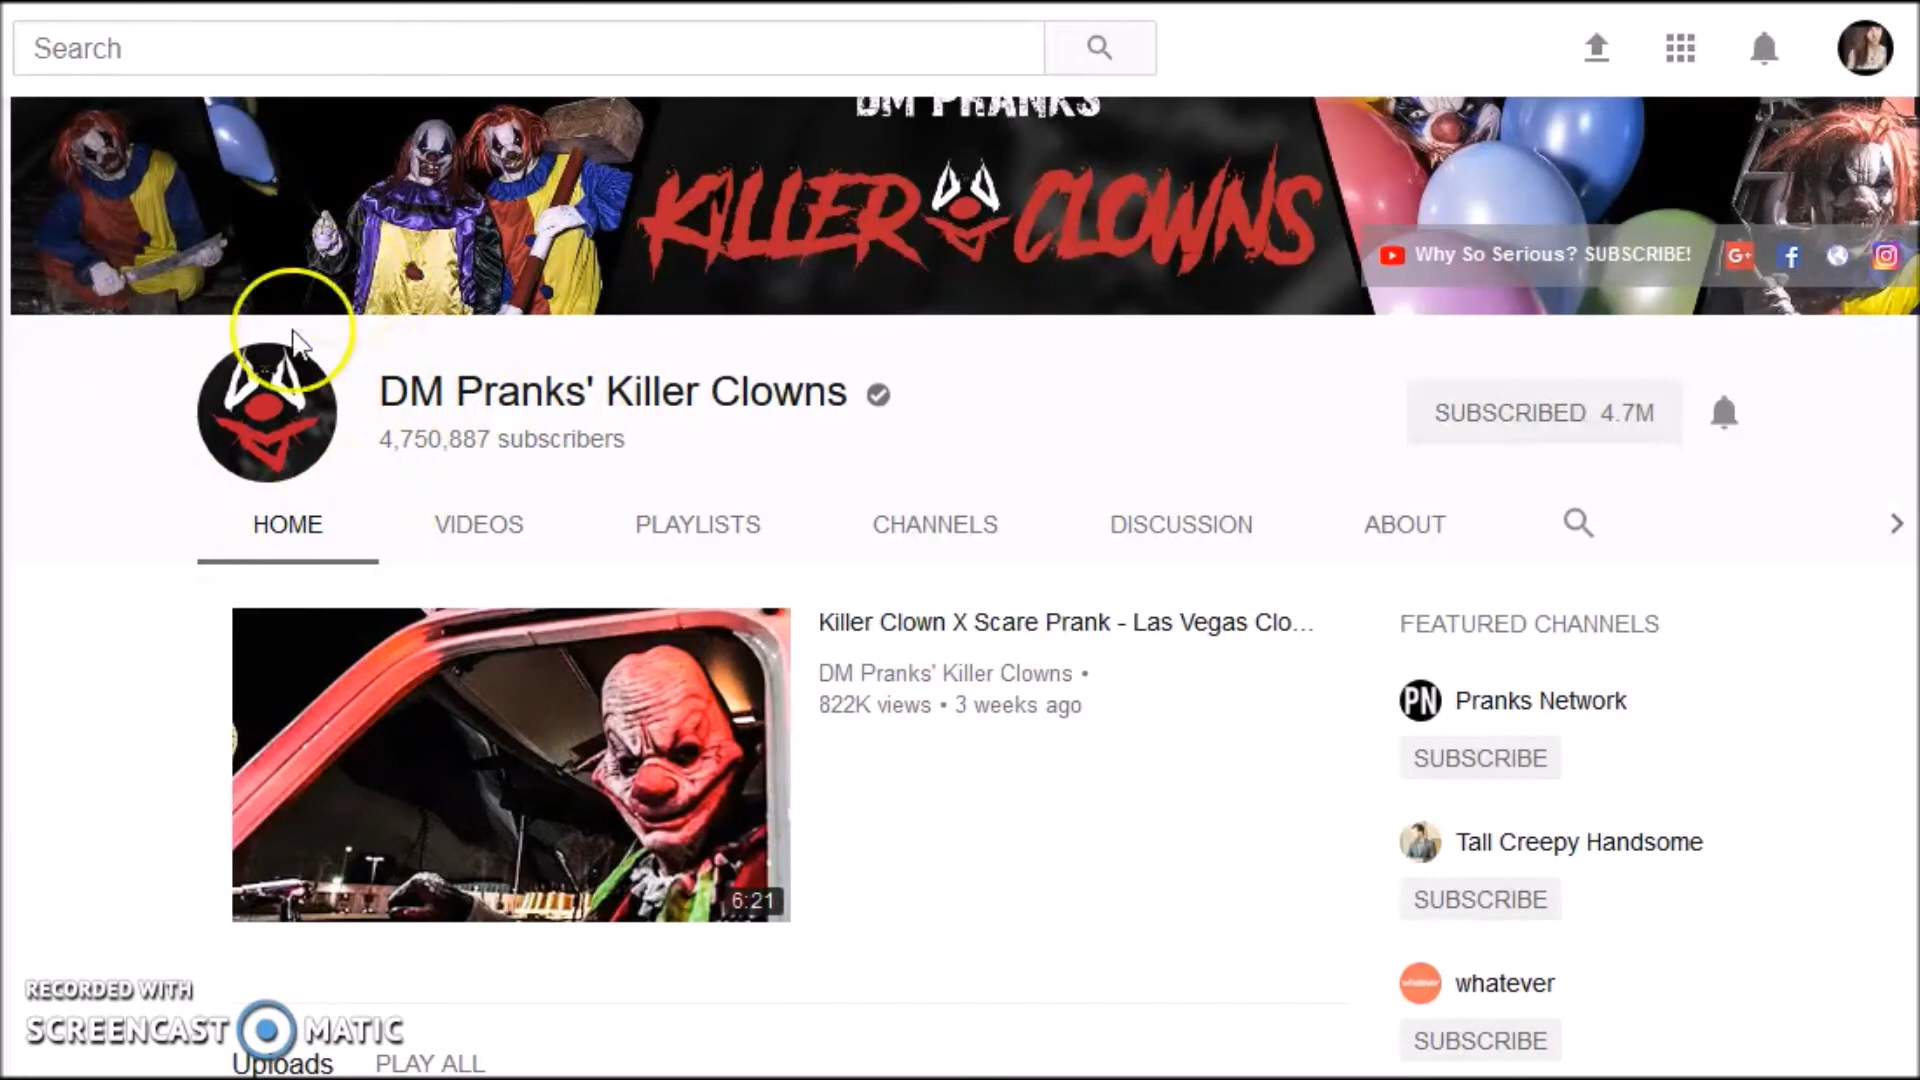 Search
DM PRANKS
KILLER CLOWNS
Why So Serious? SUBSCRIBE!
G+
DM Pranks' Killer Clowns
4,750,887 subscribers
SUBSCRIBED 4.7M
HOME VIDEOS PLAYLISTS CHANNELS DISCUSSION ABOUT
Killer Clown X Scare Prank - Las Vegas Clo...
DM Pranks' Killer Clowns •
822K views • 3 weeks ago
6:21
FEATURED CHANNELS
PN Pranks Network
SUBSCRIBE
Tall Creepy Handsome
SUBSCRIBE
whatever whatever
SUBSCRIBE
RECORDED WITH
SCREENCAST MATIC
Uploads PLAY ALL